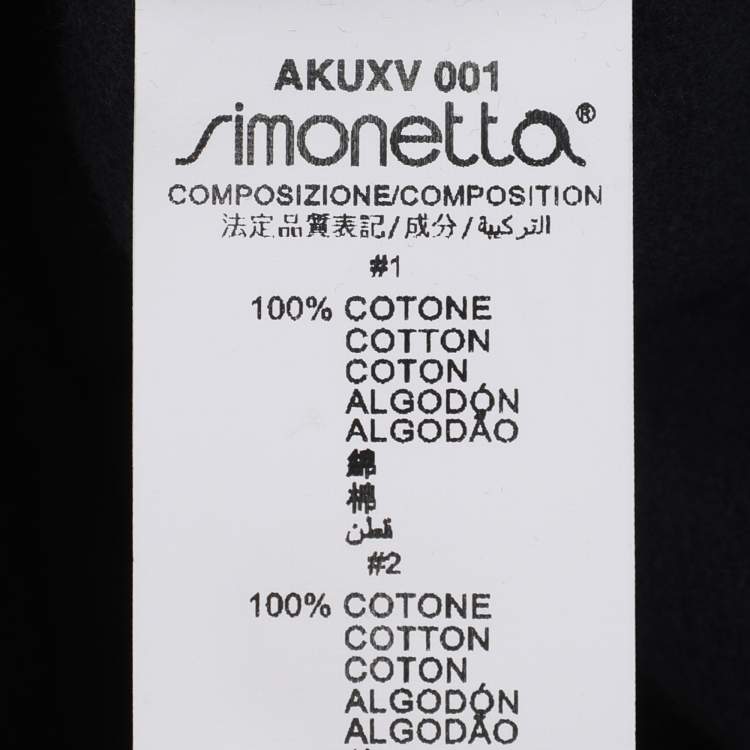 AKUXV 001
simonetta®
COMPOSIZIONE/COMPOSITION
法定品質表記/成分/التركيبة
#1
100% COTONE
COTTON
COTON
ALGODÓN
ALGODÃO
綿
棉
قطن
#2
100% COTONE
COTTON
COTON
ALGODÓN
ALGODÃO